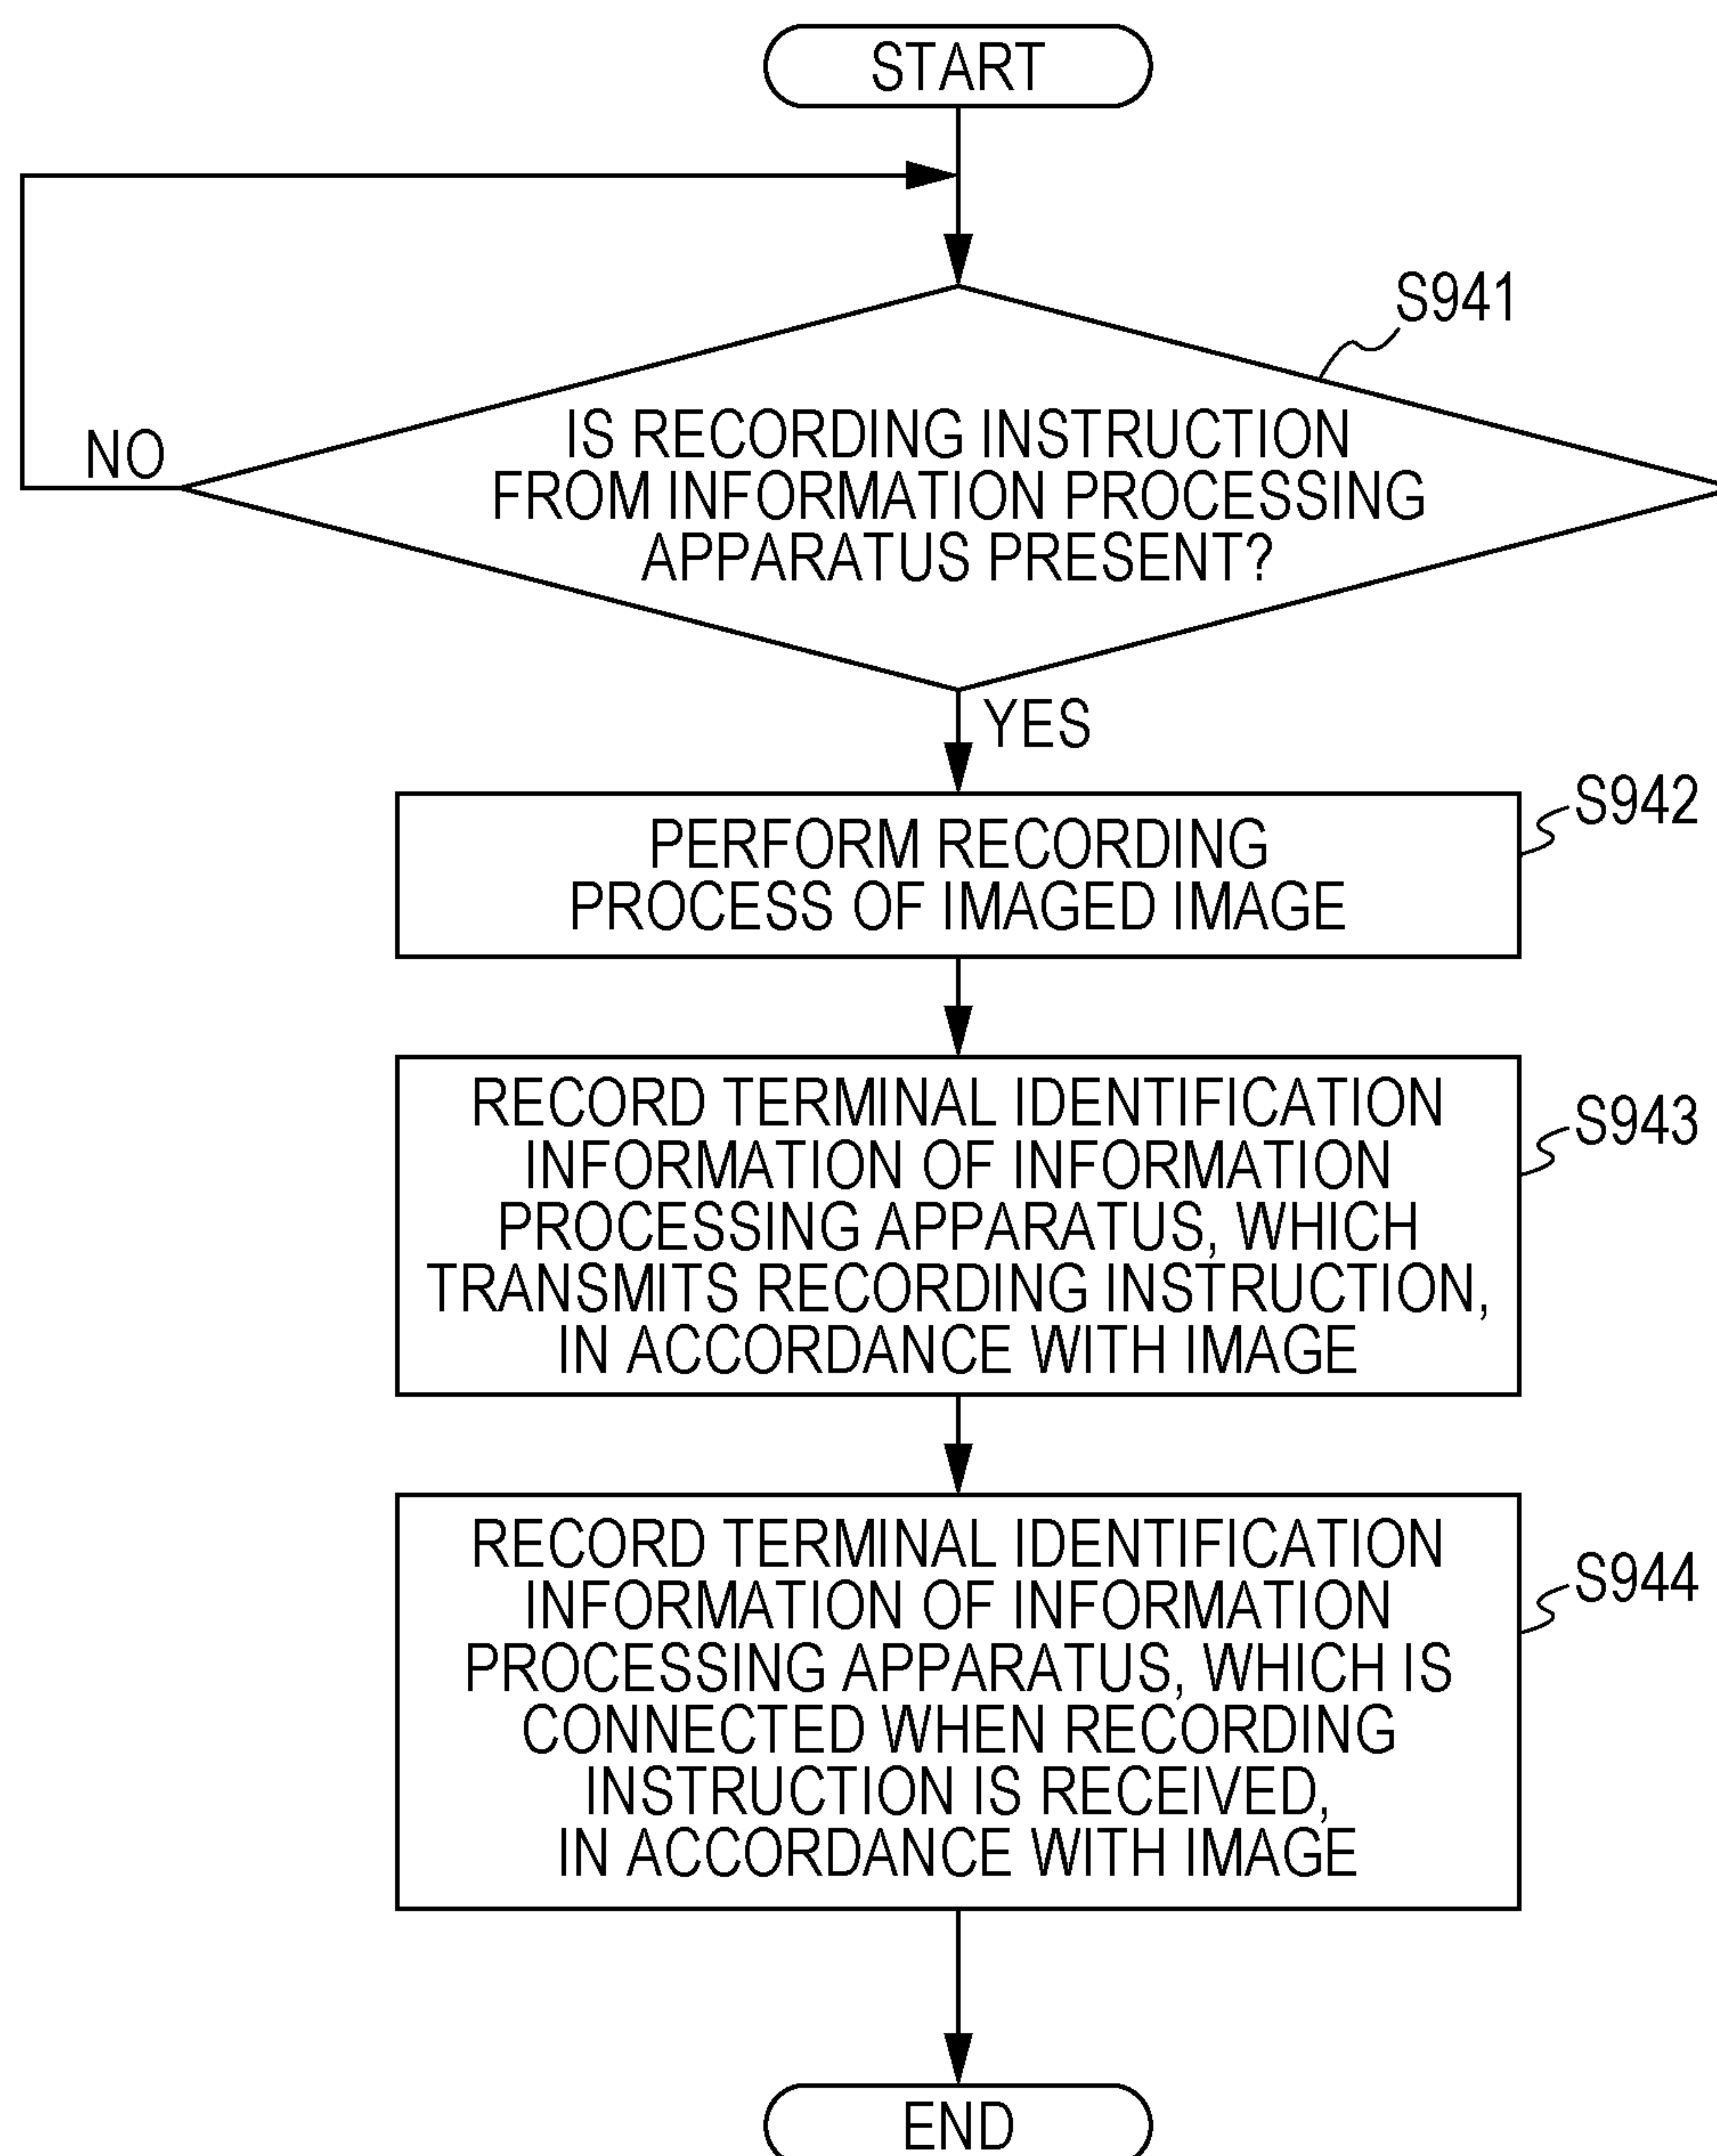 START
S941
IS RECORDING INSTRUCTION
FROM INFORMATION PROCESSING
APPARATUS PRESENT?
NO
YES
S942
PERFORM RECORDING
PROCESS OF IMAGED IMAGE
S943
RECORD TERMINAL IDENTIFICATION
INFORMATION OF INFORMATION
PROCESSING APPARATUS, WHICH
TRANSMITS RECORDING INSTRUCTION,
IN ACCORDANCE WITH IMAGE
S944
RECORD TERMINAL IDENTIFICATION
INFORMATION OF INFORMATION
PROCESSING APPARATUS, WHICH IS
CONNECTED WHEN RECORDING
INSTRUCTION IS RECEIVED,
IN ACCORDANCE WITH IMAGE
END